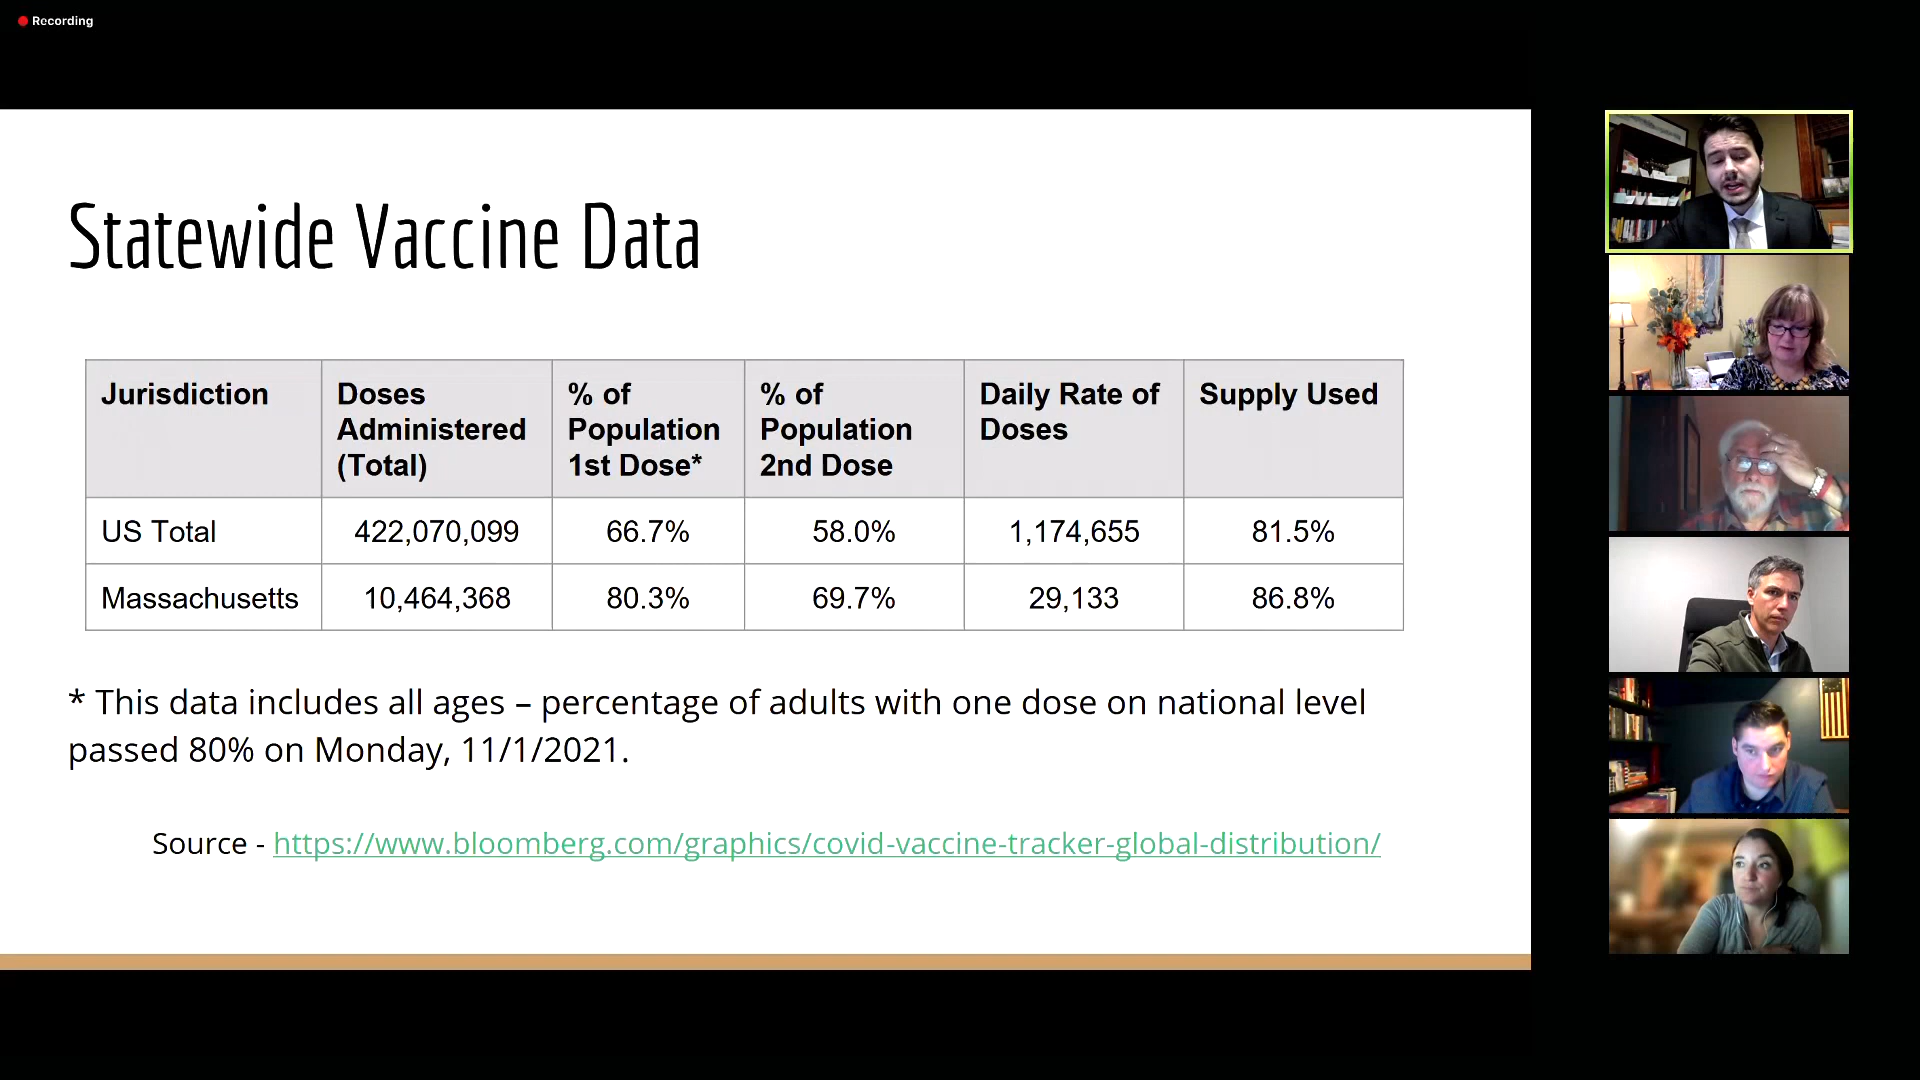 Recording
Statewide Vaccine Data
Jurisdiction
Doses
Administered
(Total)
% of
Population
1st Dose*
% of
Population
2nd Dose
Daily Rate of
Doses
Supply Used
US Total 422,070,099 66.7% 58.0% 1,174,655 81.5%
Massachusetts 10,464,368 80.3% 69.7% 29,133 86.8%
* This data includes all ages – percentage of adults with one dose on national level
passed 80% on Monday, 11/1/2021.
Source - https://www.bloomberg.com/graphics/covid-vaccine-tracker-global-distribution/